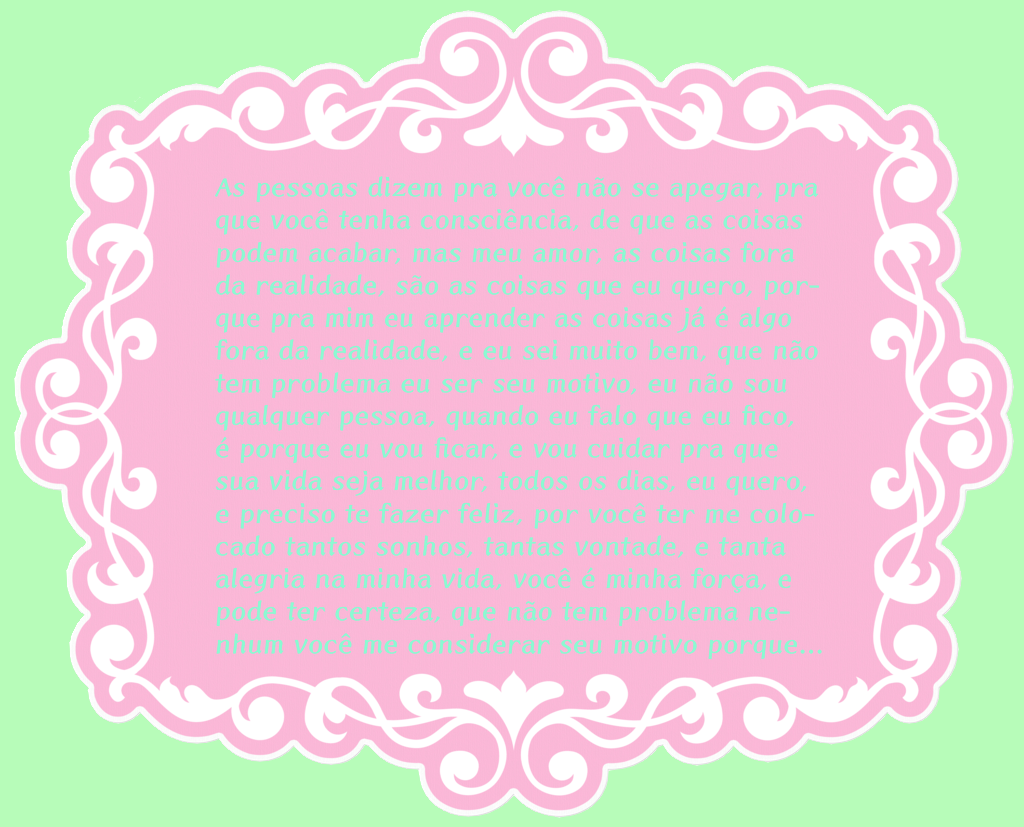 As pessoas dizem pra você não se apegar, pra
que você tenha consciência, de que as coisas
podem acabar, mas meu amor, as coisas fora
da realidade, são as coisas que eu quero, por-
que pra mim eu aprender as coisas já é algo
fora da realidade, e eu sei muito bem, que não
tem problema eu ser seu motivo, eu não sou
qualquer pessoa, quando eu falo que eu fico,
é porque eu vou ficar, e vou cuidar pra que
sua vida seja melhor, todos os dias, eu quero,
e preciso te fazer feliz, por você ter me colo-
cado tantos sonhos, tantas vontade, e tanta
alegria na minha vida, você é minha força, e
pode ter certeza, que não tem problema ne-
nhum você me considerar seu motivo porque...